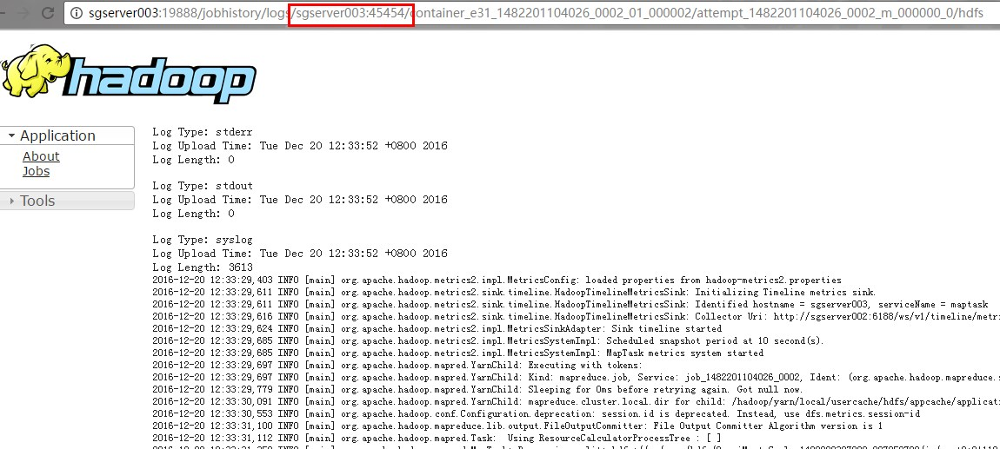 sgserver003:19888/jobhistory/logs/sgserver003:45454/container_e31_1482201104026_0002_01_000002/attempt_1482201104026_0002_m_000000_0/hdfs
hadoop
Application
About
Jobs
Tools
Log Type: stderr
Log Upload Time: Tue Dec 20 12:33:52 +0800 2016
Log Length: 0
Log Type: stdout
Log Upload Time: Tue Dec 20 12:33:52 +0800 2016
Log Length: 0
Log Type: syslog
Log Upload Time: Tue Dec 20 12:33:52 +0800 2016
Log Length: 3613
2016-12-20 12:33:29,403 INFO [main] org.apache.hadoop.metrics2.impl.MetricsConfig: loaded properties from hadoop-metrics2.properties
2016-12-20 12:33:29,611 INFO [main] org.apache.hadoop.metrics2.sink.timeline.HadoopTimelineMetricsSink: Initializing Timeline metrics sink.
2016-12-20 12:33:29,611 INFO [main] org.apache.hadoop.metrics2.sink.timeline.HadoopTimelineMetricsSink: Identified hostname = sgserver003, serviceName = maptask
2016-12-20 12:33:29,616 INFO [main] org.apache.hadoop.metrics2.sink.timeline.HadoopTimelineMetricsSink: Collector Uri: http://sgserver002:6188/ws/v1/timeline/metri
2016-12-20 12:33:29,624 INFO [main] org.apache.hadoop.metrics2.impl.MetricsSinkAdapter: Sink timeline started
2016-12-20 12:33:29,685 INFO [main] org.apache.hadoop.metrics2.impl.MetricsSystemImpl: Scheduled snapshot period at 10 second(s).
2016-12-20 12:33:29,685 INFO [main] org.apache.hadoop.metrics2.impl.MetricsSystemImpl: MapTask metrics system started
2016-12-20 12:33:29,697 INFO [main] org.apache.hadoop.mapred.YarnChild: Executing with tokens:
2016-12-20 12:33:29,697 INFO [main] org.apache.hadoop.mapred.YarnChild: Kind: mapreduce.job, Service: job_1482201104026_0002, Ident: (org.apache.hadoop.mapreduce.s
2016-12-20 12:33:29,779 INFO [main] org.apache.hadoop.mapred.YarnChild: Sleeping for 0ms before retrying again. Got null now.
2016-12-20 12:33:30,091 INFO [main] org.apache.hadoop.mapred.YarnChild: mapreduce.cluster.local.dir for child: /hadoop/yarn/local/usercache/hdfs/appcache/applicati
2016-12-20 12:33:30,553 INFO [main] org.apache.hadoop.conf.Configuration.deprecation: session.id is deprecated. Instead, use dfs.metrics.session-id
2016-12-20 12:33:31,100 INFO [main] org.apache.hadoop.mapreduce.lib.output.FileOutputCommitter: File Output Committer Algorithm version is 1
2016-12-20 12:33:31,112 INFO [main] org.apache.hadoop.mapred.Task: Using ResourceCalculatorProcessTree : [ ]